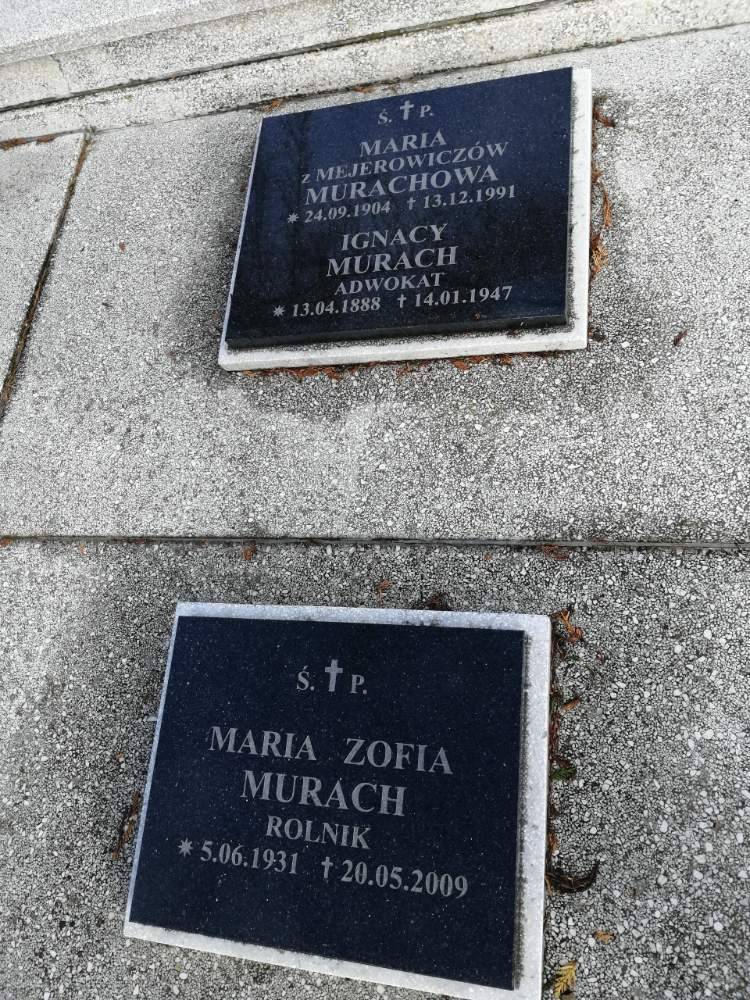 Ś. † P.
MARIA
Z MEJEROWICZÓW
MURACHOWA
* 24.09.1904 † 13.12.1991
IGNACY
MURACH
ADWOKAT
* 13.04.1888 † 14.01.1947
Ś. † P.
MARIA ZOFIA
MURACH
ROLNIK
* 5.06.1931 † 20.05.2009